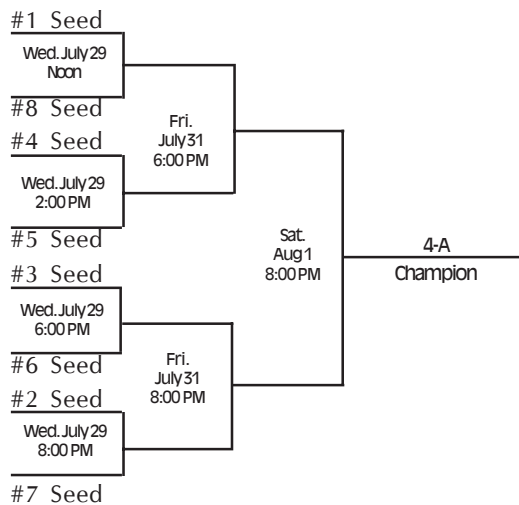 #1 Seed
Wed. July 29
Noon
#8 Seed
Fri.
July 31
6:00 PM
#4 Seed
Wed. July 29
2:00 PM
#5 Seed
Sat.
Aug 1
8:00 PM
4-A
Champion
#3 Seed
Wed. July 29
6:00 PM
#6 Seed
Fri.
July 31
8:00 PM
#2 Seed
Wed. July 29
8:00 PM
#7 Seed